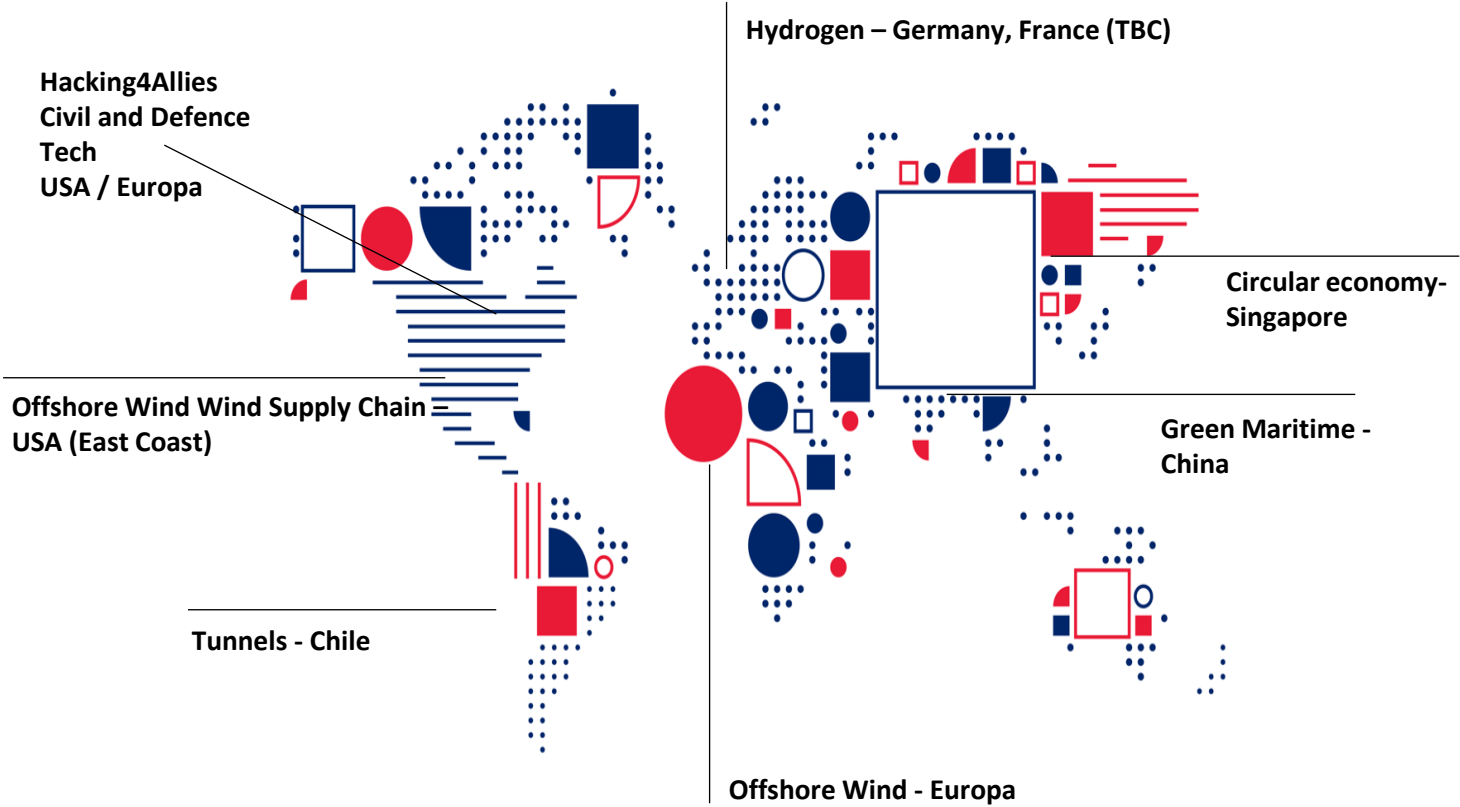 Hydrogen – Germany, France (TBC)
Hacking4Allies
Civil and Defence
Tech
USA / Europa
Circular economy-
Singapore
Offshore Wind Wind Supply Chain –
USA (East Coast)
Green Maritime -
China
Tunnels - Chile
Offshore Wind - Europa